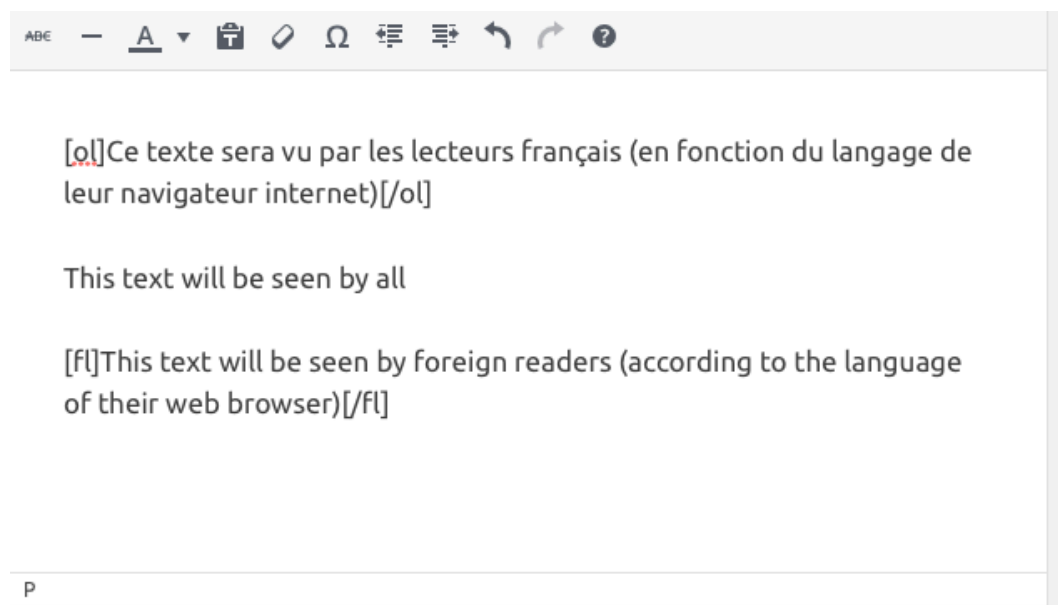 ABE
A
T
Ω
?
[ol]Ce texte sera vu par les lecteurs français (en fonction du langage de
leur navigateur internet)[/ol]
This text will be seen by all
[fl]This text will be seen by foreign readers (according to the language
of their web browser)[/fl]
P